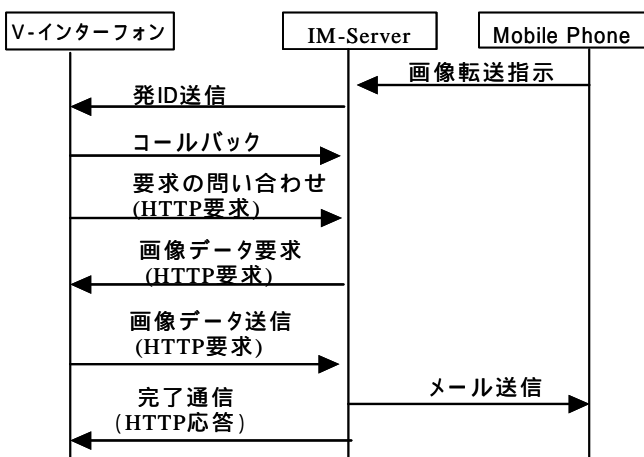 V-インターフォン
IM-Server
Mobile Phone
画像転送指示
発ID送信
コールバック
要求の問い合わせ
(HTTP要求)
画像データ要求
(HTTP要求)
画像データ送信
(HTTP要求)
メール送信
完了通信
(HTTP応答)